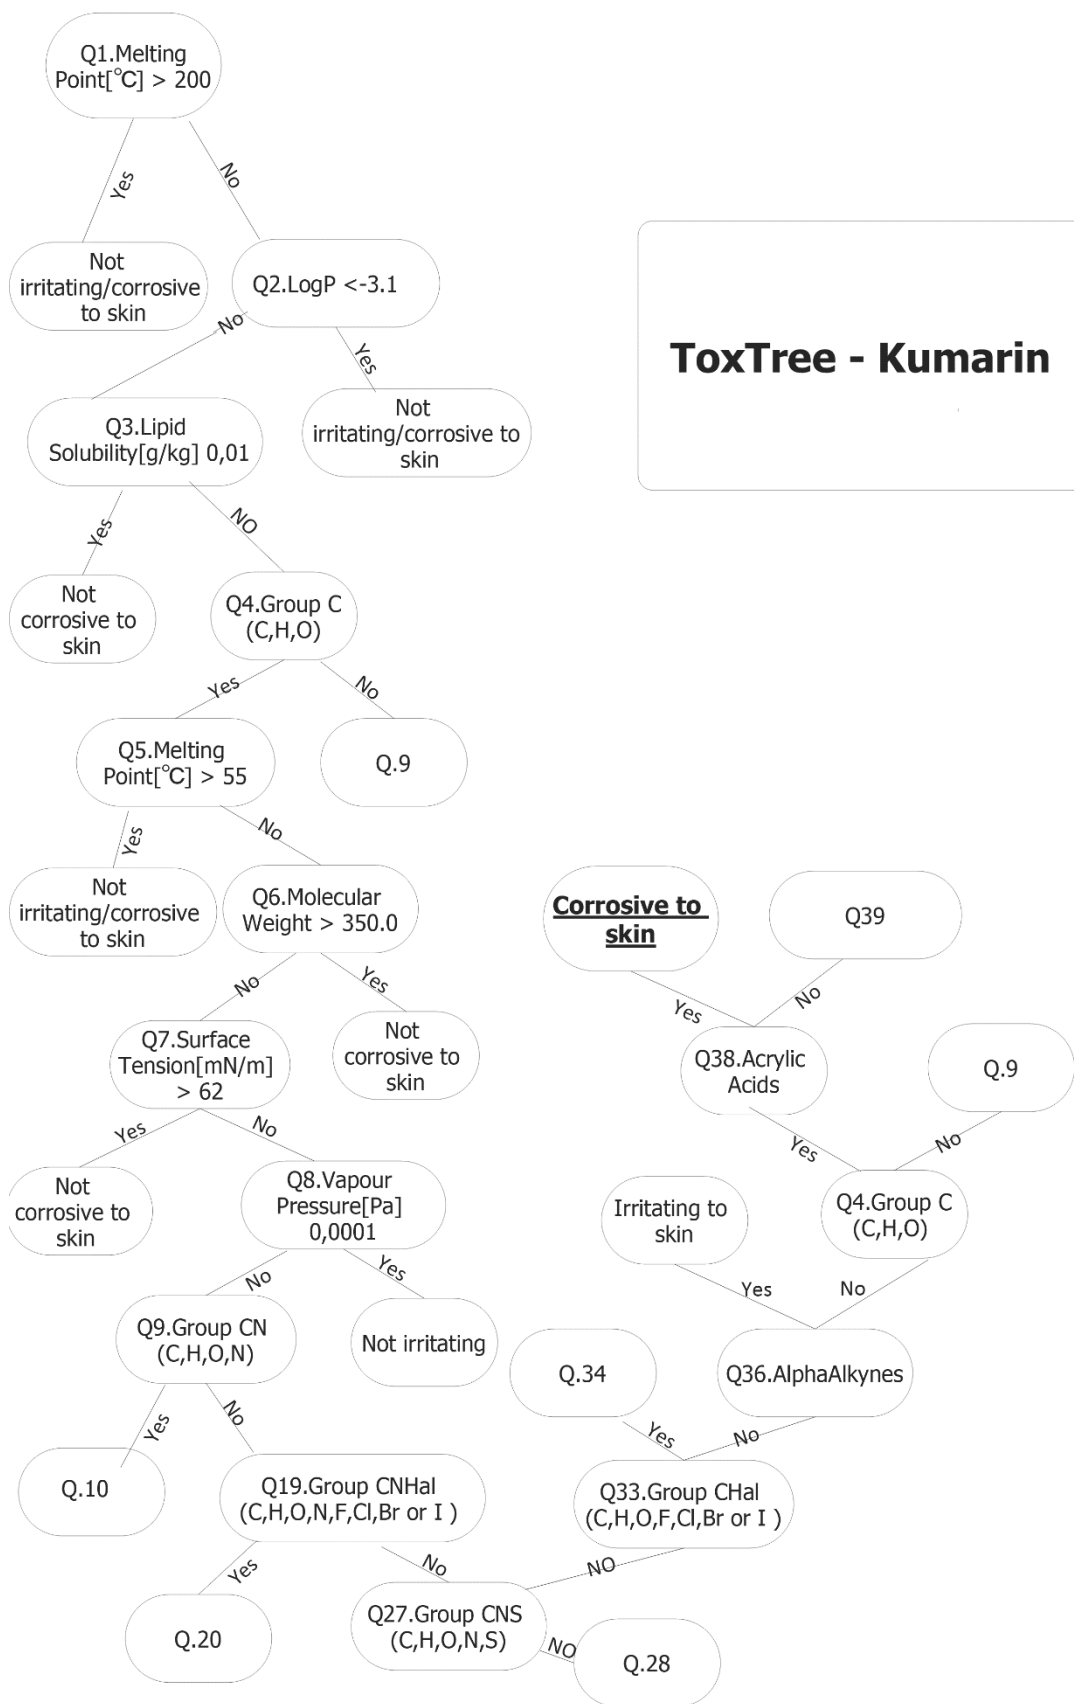 Q1.Melting
Point[℃] > 200
Yes
No
Not
irritating/corrosive
to skin
Q2.LogP <-3.1
No
Yes
ToxTree - Kumarin
Not
irritating/corrosive to
skin
Q3.Lipid
Solubility[g/kg] 0,01
Yes
NO
Not
corrosive to
skin
Q4.Group C
(C,H,O)
Yes
No
Q5.Melting
Point[℃] > 55
Q.9
Yes
No
Not
irritating/corrosive
to skin
Q6.Molecular
Weight > 350.0
No
Yes
Q7.Surface
Tension[mN/m]
> 62
Not
corrosive to
skin
Yes
No
Not
corrosive to
skin
Q8.Vapour
Pressure[Pa]
0,0001
No
Yes
Q9.Group CN
(C,H,O,N)
Not irritating
Yes
No
Q.10
Q19.Group CNHal
(C,H,O,N,F,Cl,Br or I )
Yes
No
Q.20
Q27.Group CNS
(C,H,O,N,S)
NO
Q.28
NO
Q33.Group CHal
(C,H,O,F,Cl,Br or I )
Yes
No
Q.34
Q36.AlphaAlkynes
Yes
No
Irritating to
skin
Q4.Group C
(C,H,O)
Yes
No
Q38.Acrylic
Acids
Q.9
Yes
No
Corrosive to
skin
Q39